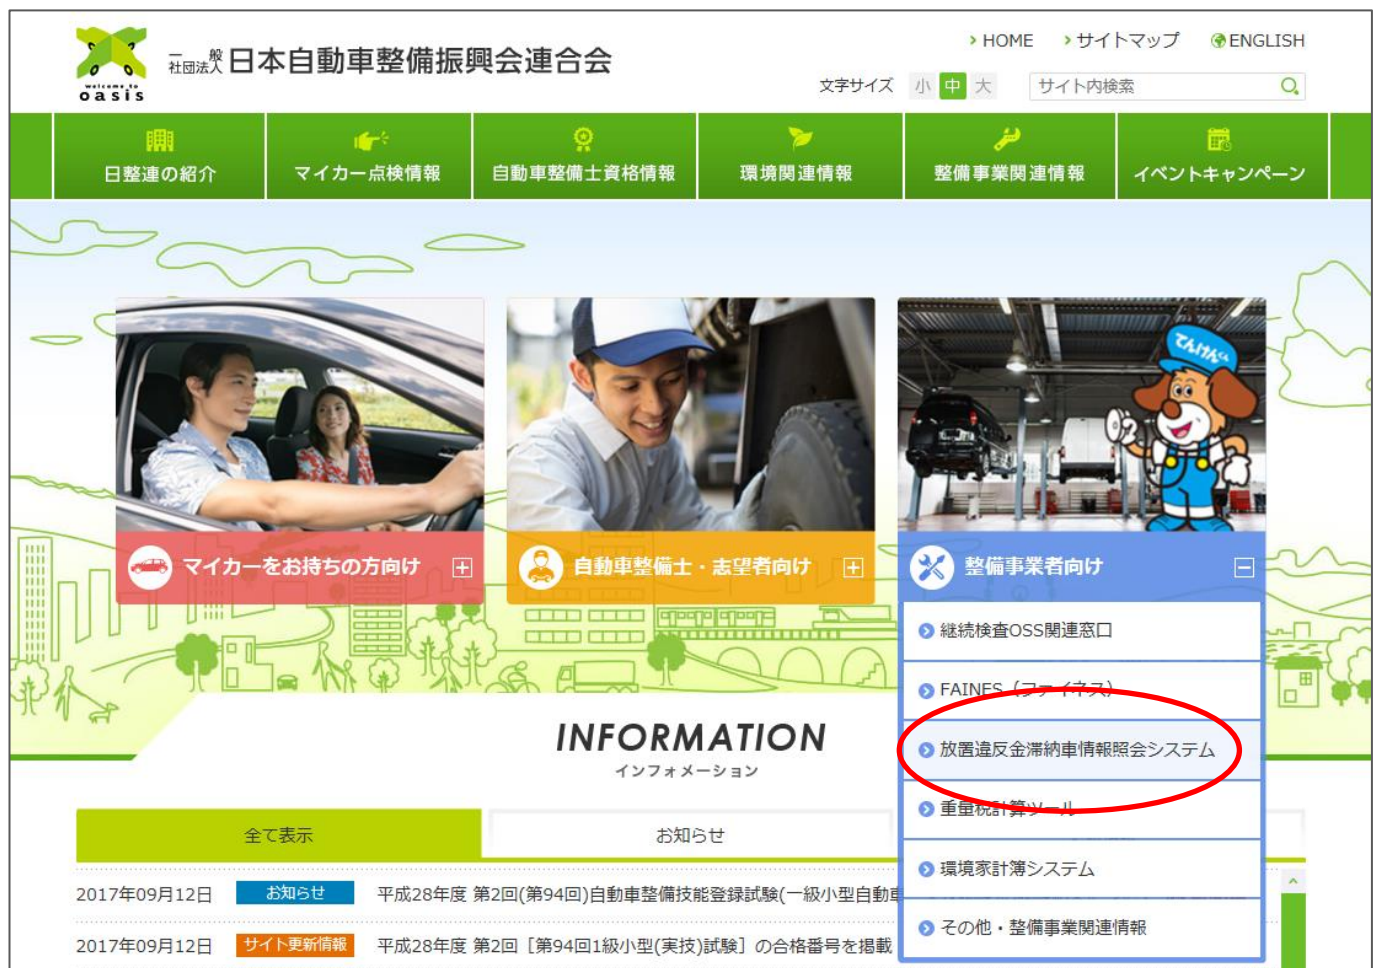 welcome to
oasis
一般社団法人 日本自動車整備振興会連合会
HOME サイトマップ ENGLISH
文字サイズ 小 中 大 サイト内検索
日整連の紹介 マイカー点検情報 自動車整備士資格情報 環境関連情報 整備事業関連情報 イベントキャンペーン
てんけんくん
マイカーをお持ちの方向け
自動車整備士・志望者向け
整備事業者向け
継続検査OSS関連窓口
FAINES（ファイネス）
放置違反金滞納車情報照会システム
重量税計算ツール
環境家計簿システム
その他・整備事業関連情報
INFORMATION
インフォメーション
全て表示 お知らせ
2017年09月12日 お知らせ 平成28年度 第2回(第94回)自動車整備技能登録試験(一級小型自動車
2017年09月12日 サイト更新情報 平成28年度 第2回［第94回1級小型(実技)試験］の合格番号を掲載